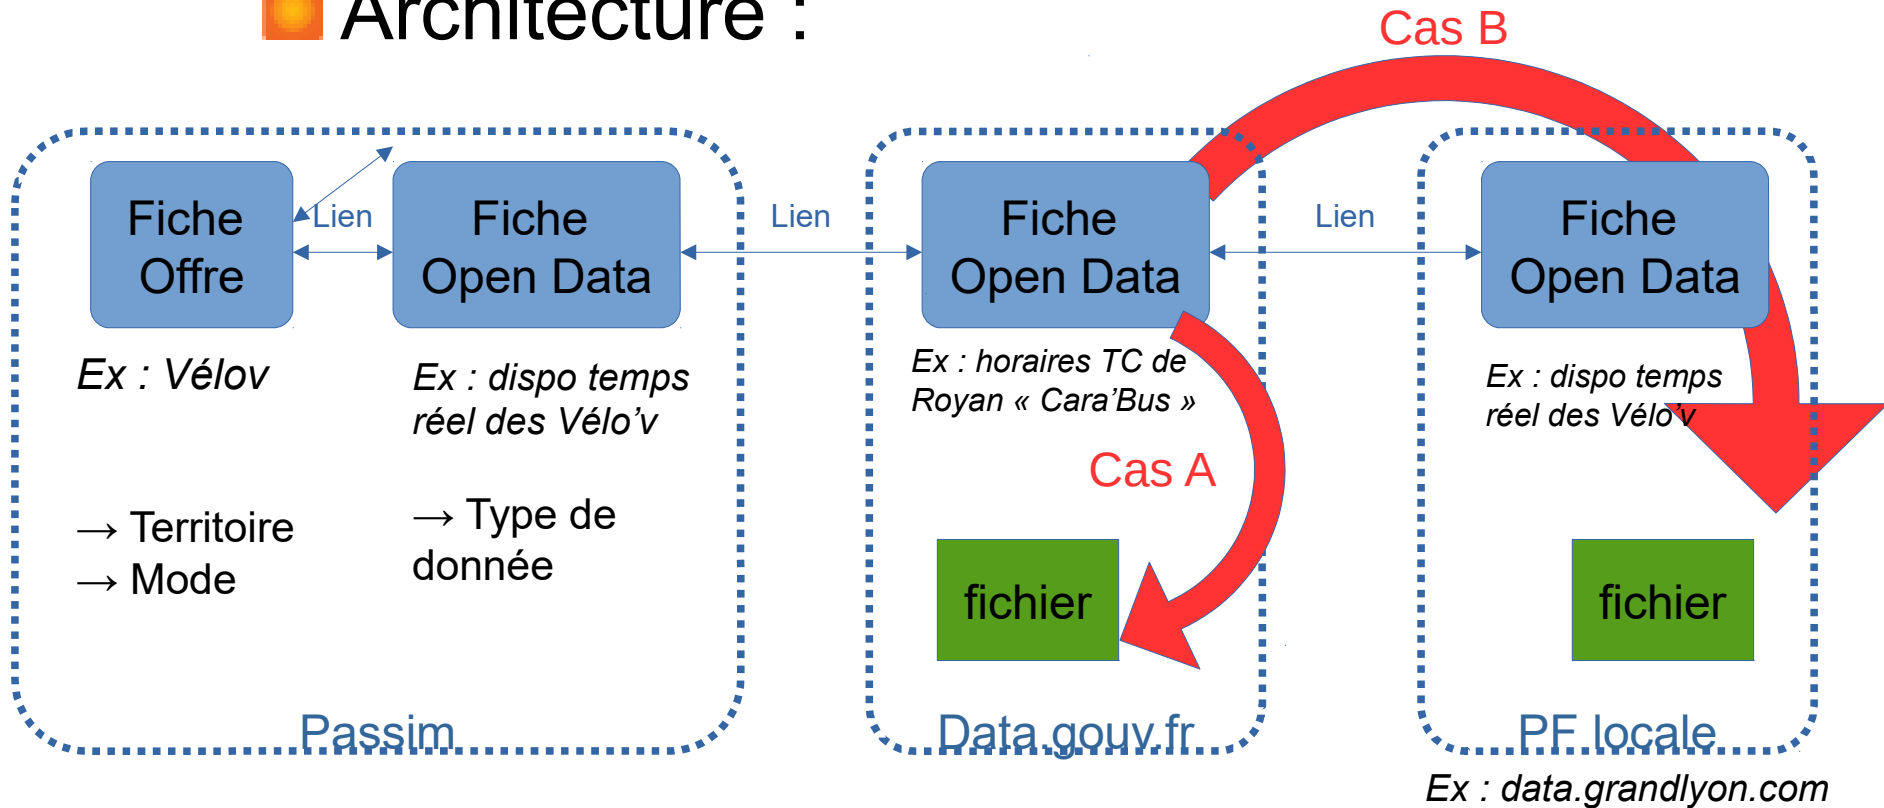 Architecture :
Cas B
Fiche
Offre
Lien
Fiche
Open Data
Lien
Fiche
Open Data
Lien
Fiche
Open Data
Ex : Vélov
Ex : dispo temps
réel des Vélo’v
Ex : horaires TC de
Royan « Cara’Bus »
Ex : dispo temps
réel des Vélo’v
Cas A
→ Territoire
→ Mode
→ Type de
donnée
fichier
fichier
Passim
Data.gouv.fr
PF locale
Ex : data.grandlyon.com